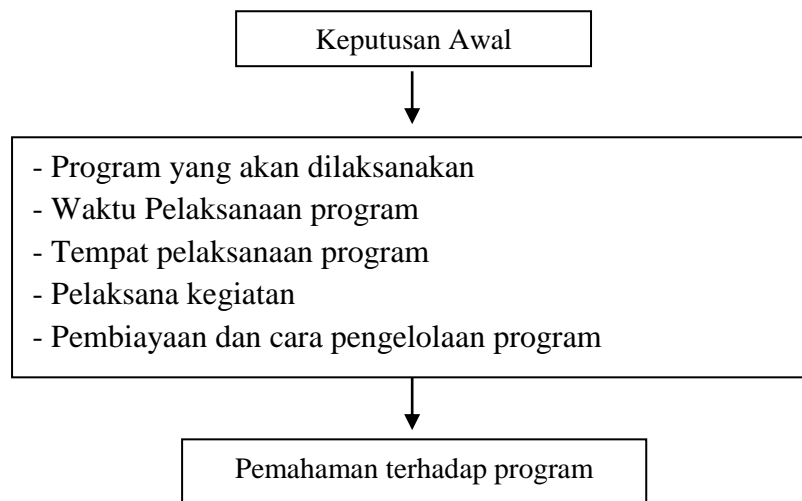 Keputusan Awal
- Program yang akan dilaksanakan
- Waktu Pelaksanaan program
- Tempat pelaksanaan program
- Pelaksana kegiatan
- Pembiayaan dan cara pengelolaan program
Pemahaman terhadap program